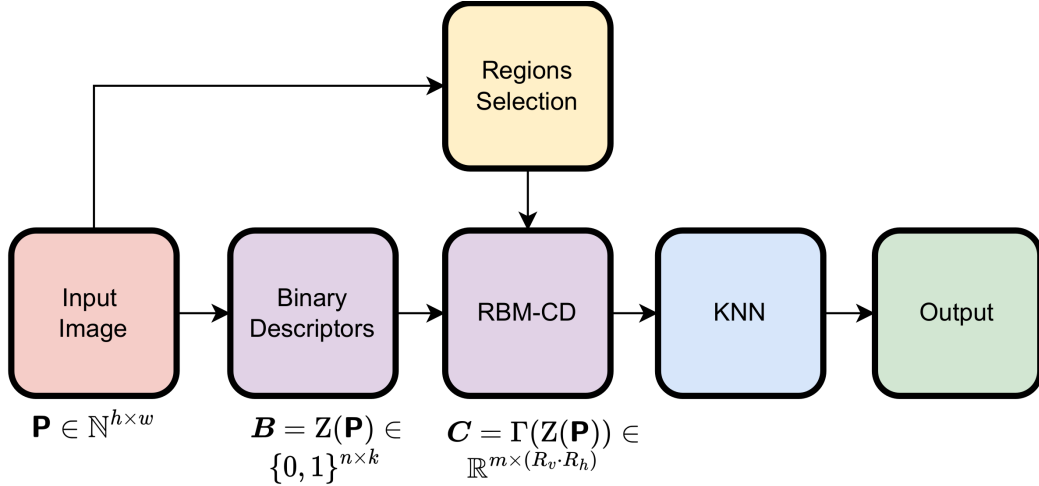 Regions
Selection
Input
Image
Binary
Descriptors
RBM-CD
KNN
Output
P ∈ ℕ^{h×w}
B = Z(P) ∈
{0, 1}^{n×k}
C = Γ(Z(P)) ∈
ℝ^{m×(R_v·R_h)}